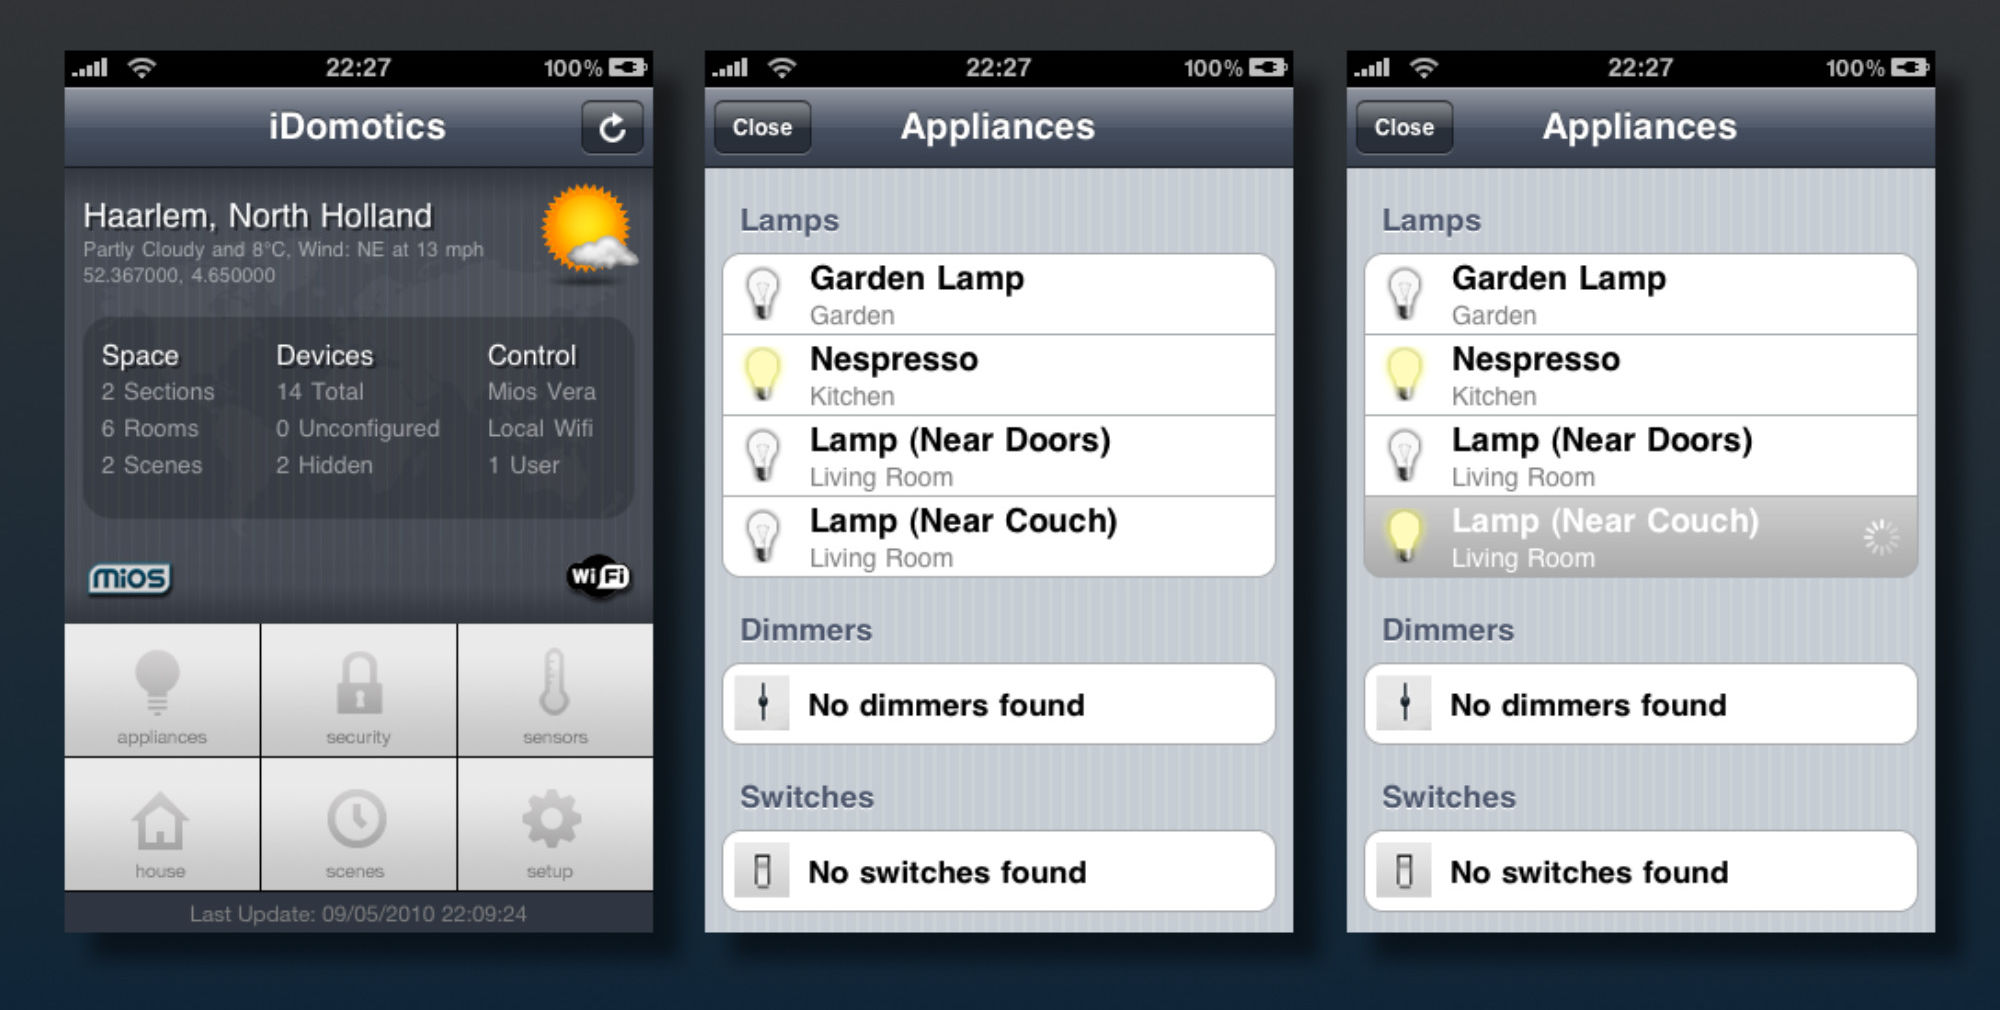 22:27
100%
iDomotics
Haarlem, North Holland
Partly Cloudy and 8°C, Wind: NE at 13 mph
52.367000, 4.650000
Space
2 Sections
6 Rooms
2 Scenes
Devices
14 Total
0 Unconfigured
2 Hidden
Control
Mios Vera
Local Wifi
1 User
mios
WiFi
appliances
security
sensors
house
scenes
setup
Last Update: 09/05/2010 22:09:24
22:27
100%
Close
Appliances
Lamps
Garden Lamp
Garden
Nespresso
Kitchen
Lamp (Near Doors)
Living Room
Lamp (Near Couch)
Living Room
Dimmers
No dimmers found
Switches
No switches found
22:27
100%
Close
Appliances
Lamps
Garden Lamp
Garden
Nespresso
Kitchen
Lamp (Near Doors)
Living Room
Lamp (Near Couch)
Living Room
Dimmers
No dimmers found
Switches
No switches found